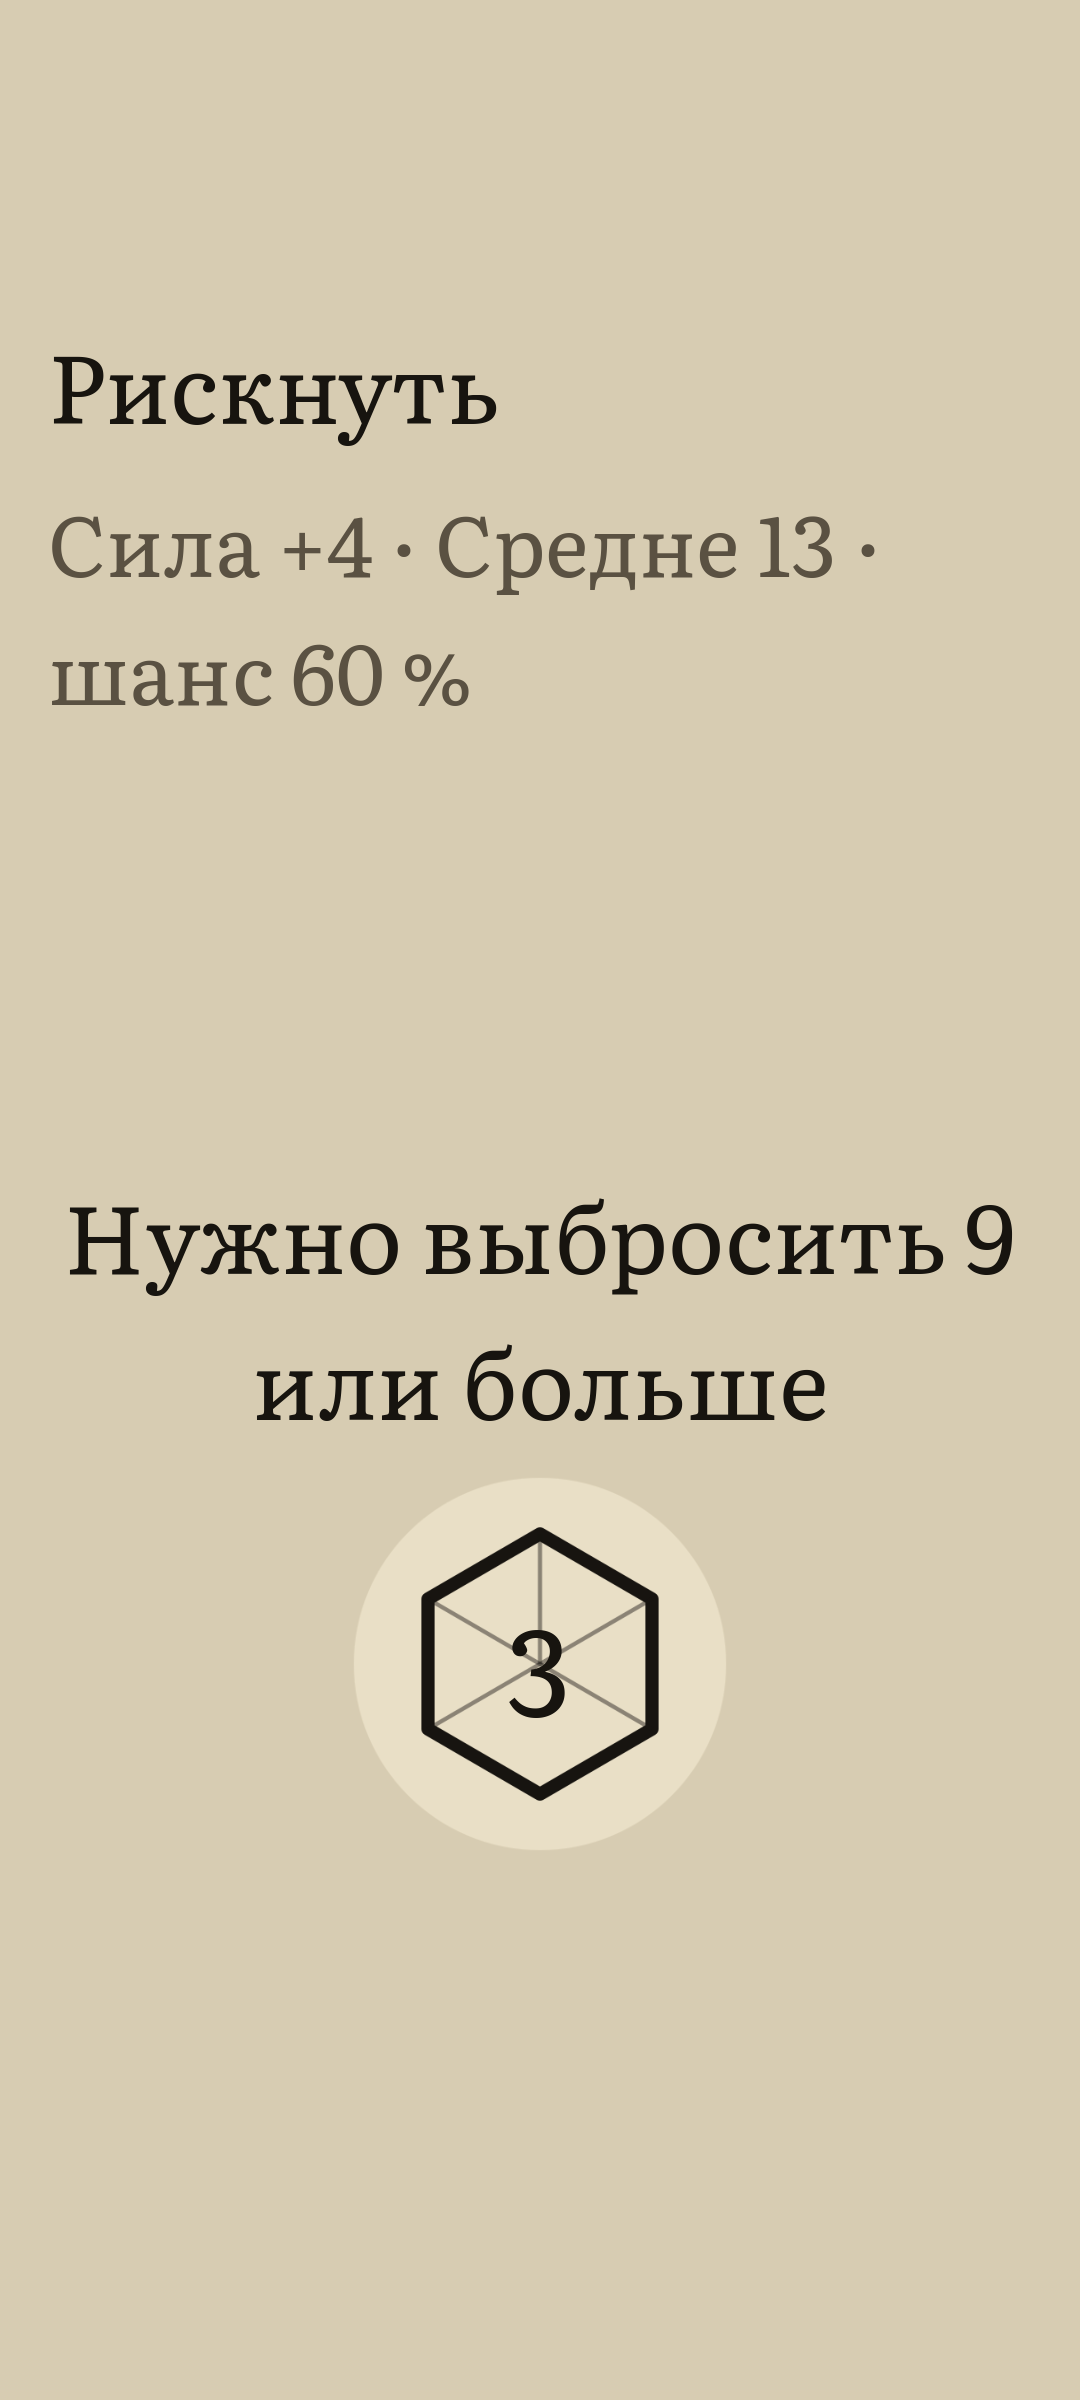 Рискнуть
Сила +4 · Средне 13 ·
шанс 60 %
Нужно выбросить 9
или больше
3